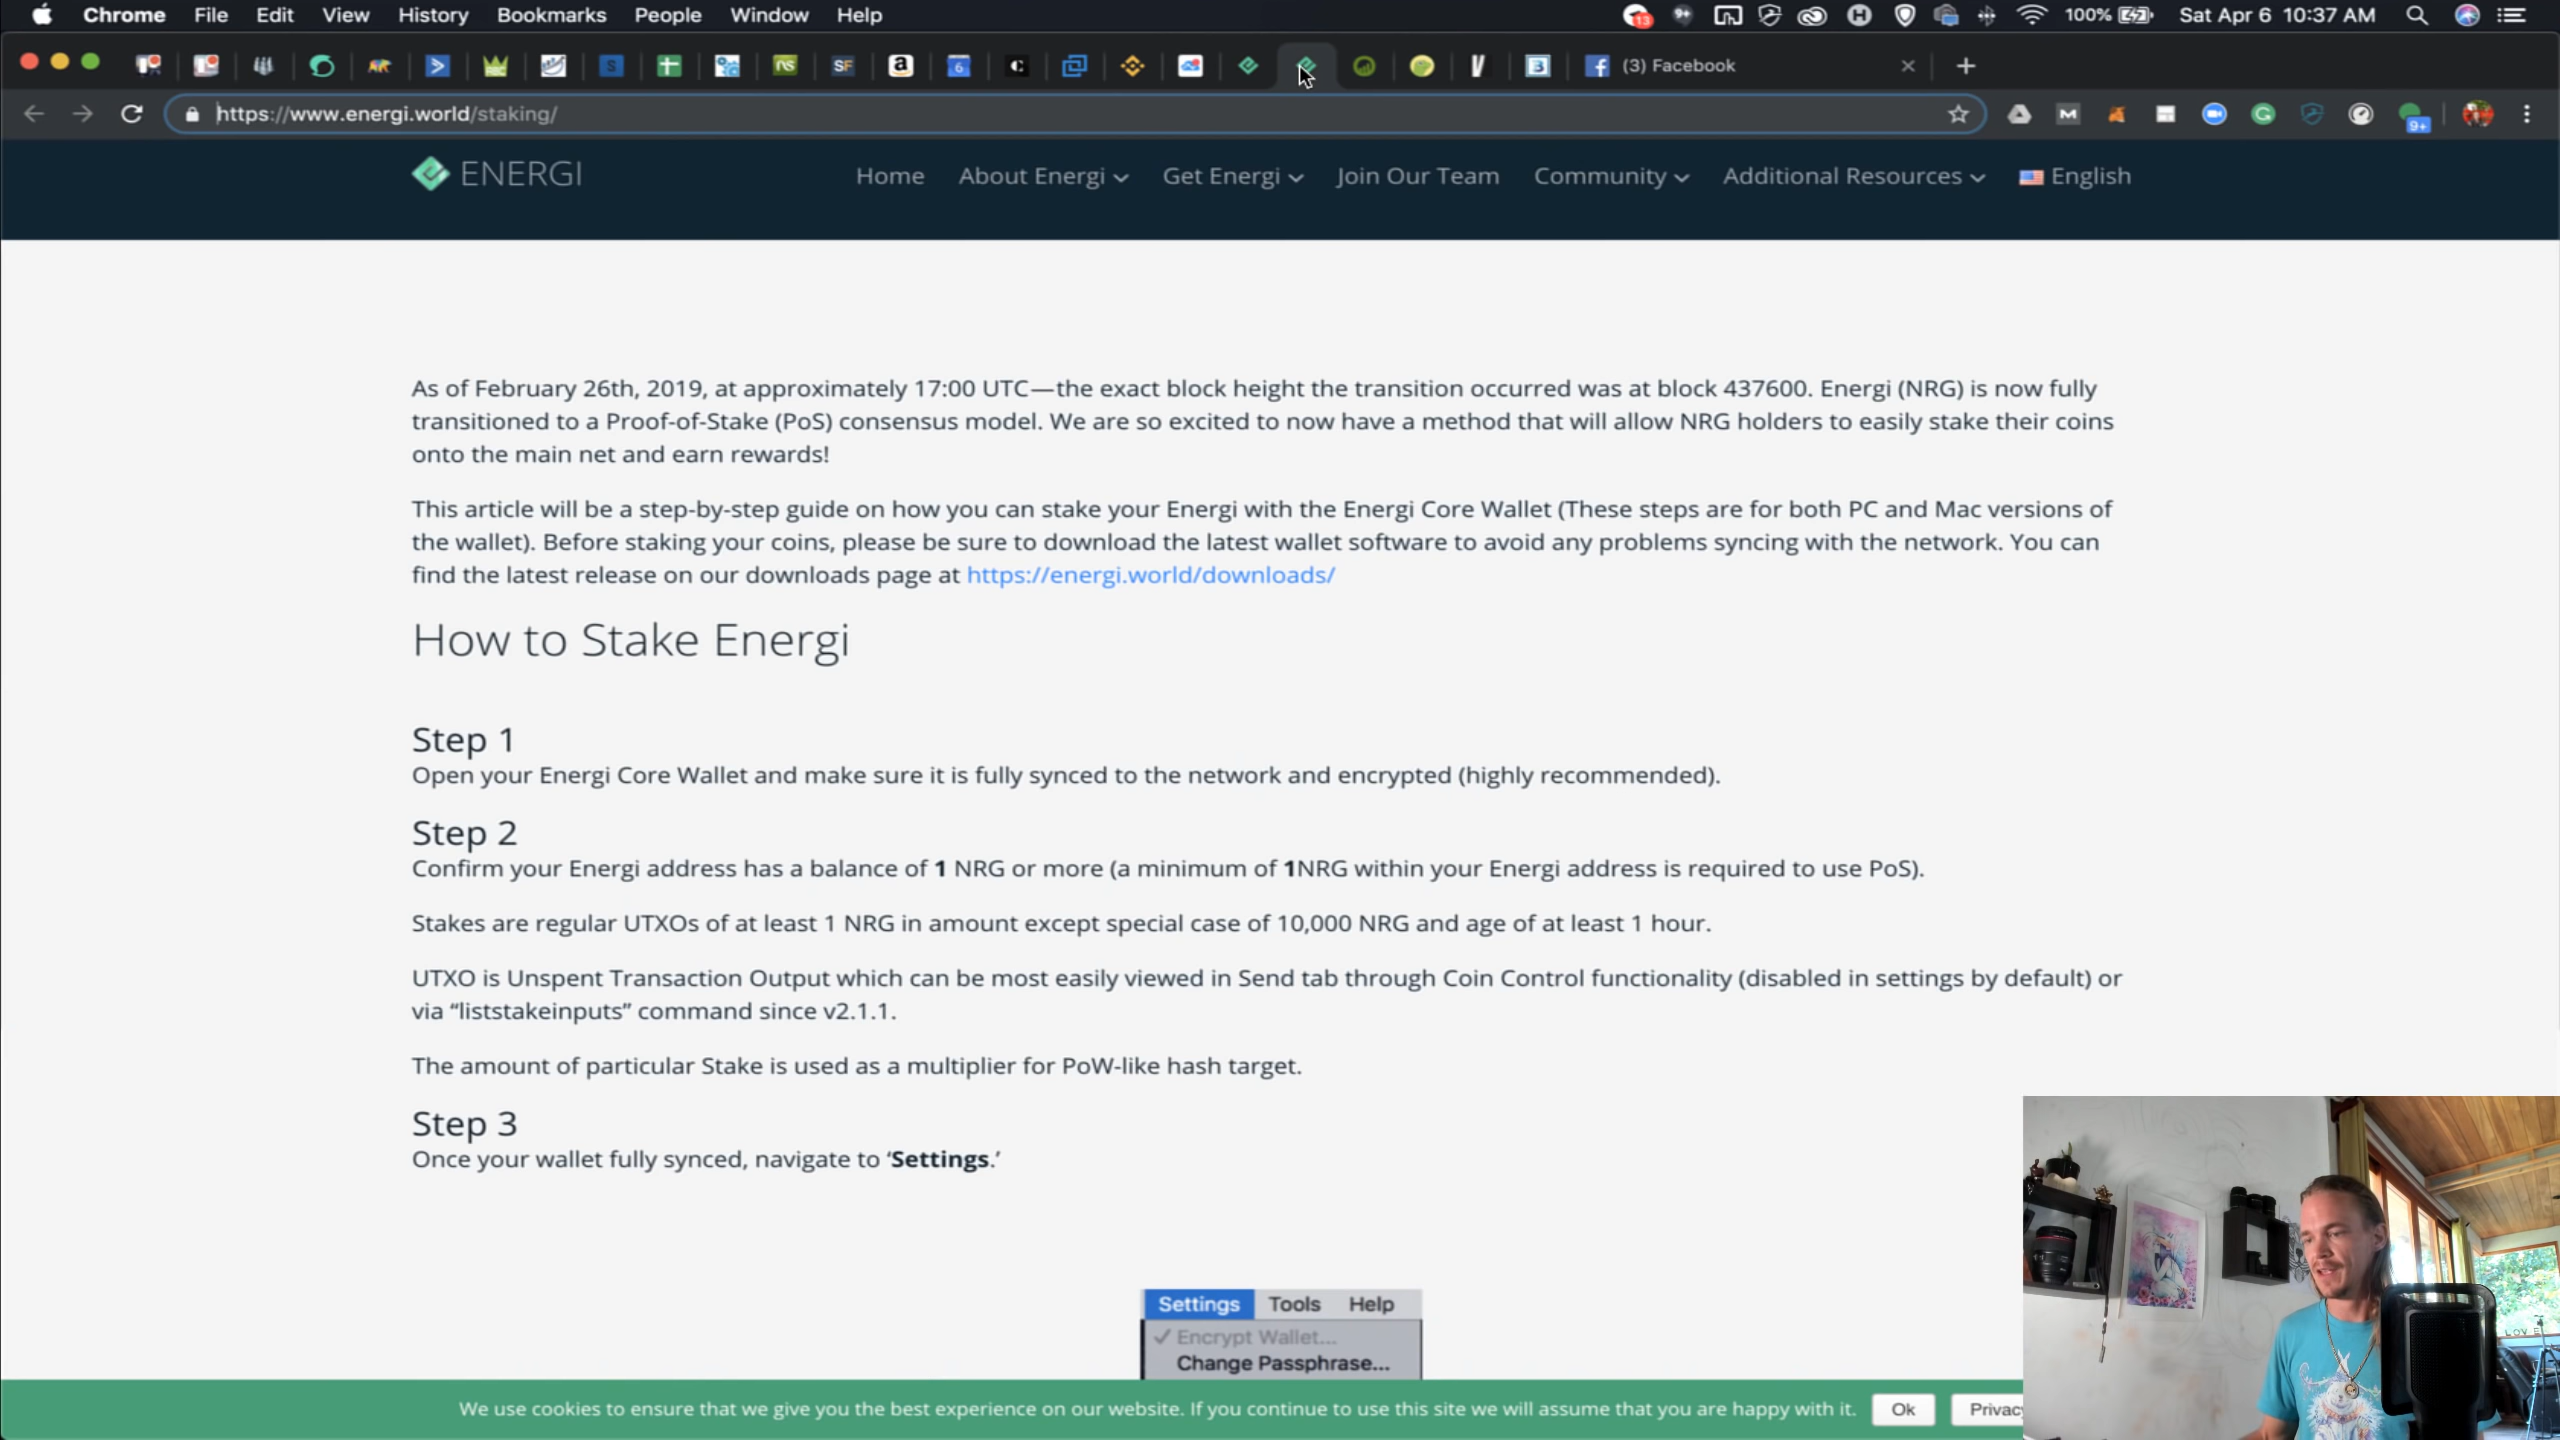 Chrome File Edit View History Bookmarks People Window Help 13 9+ H 100% Sat Apr 6 10:37 AM
RBC S ns SF a 6 B (3) Facebook
https://www.energi.world/staking/ 9+
ENERGI Home About Energi Get Energi Join Our Team Community Additional Resources English
As of February 26th, 2019, at approximately 17:00 UTC—the exact block height the transition occurred was at block 437600. Energi (NRG) is now fully
transitioned to a Proof-of-Stake (PoS) consensus model. We are so excited to now have a method that will allow NRG holders to easily stake their coins
onto the main net and earn rewards!
This article will be a step-by-step guide on how you can stake your Energi with the Energi Core Wallet (These steps are for both PC and Mac versions of
the wallet). Before staking your coins, please be sure to download the latest wallet software to avoid any problems syncing with the network. You can
find the latest release on our downloads page at https://energi.world/downloads/
How to Stake Energi
Step 1
Open your Energi Core Wallet and make sure it is fully synced to the network and encrypted (highly recommended).
Step 2
Confirm your Energi address has a balance of 1 NRG or more (a minimum of 1NRG within your Energi address is required to use PoS).
Stakes are regular UTXOs of at least 1 NRG in amount except special case of 10,000 NRG and age of at least 1 hour.
UTXO is Unspent Transaction Output which can be most easily viewed in Send tab through Coin Control functionality (disabled in settings by default) or
via “liststakeinputs” command since v2.1.1.
The amount of particular Stake is used as a multiplier for PoW-like hash target.
Step 3
Once your wallet fully synced, navigate to ‘Settings.’
Settings Tools Help
Encrypt Wallet...
Change Passphrase...
We use cookies to ensure that we give you the best experience on our website. If you continue to use this site we will assume that you are happy with it. Ok Privac
LOVE